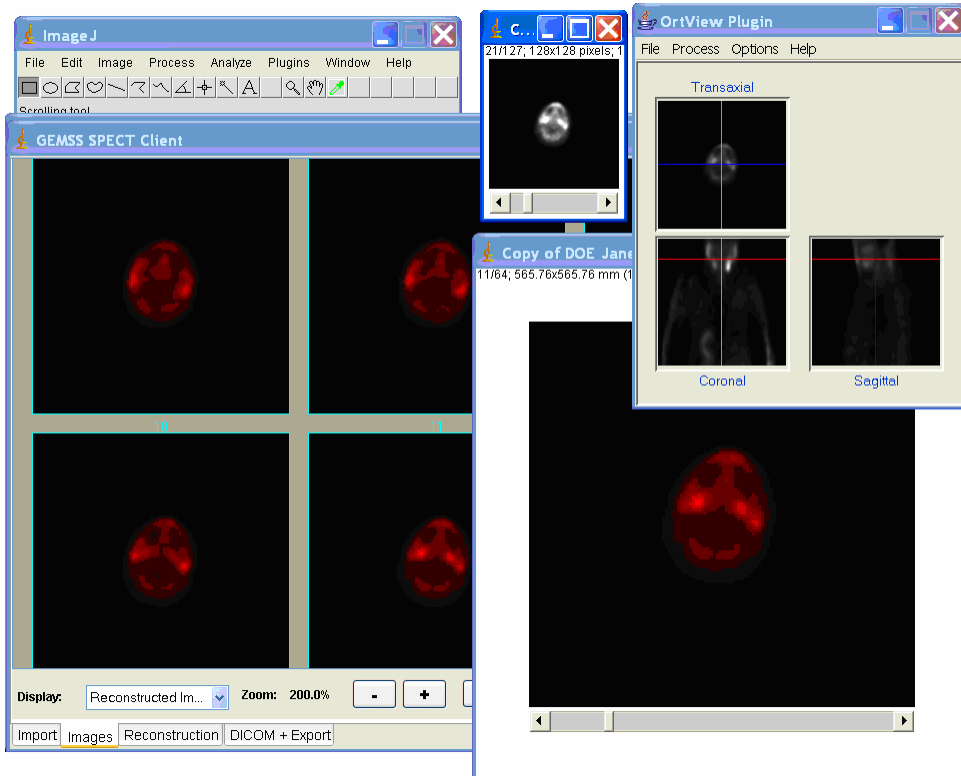 ImageJ
File Edit Image Process Analyze Plugins Window Help
Scrolling tool
GEMSS SPECT Client
10
11
Display: Reconstructed Im... Zoom: 200.0% - +
Import Images Reconstruction DICOM + Export
C...
21/127; 128x128 pixels; 1
Copy of DOE Jane
11/64; 565.76x565.76 mm (1
OrtView Plugin
File Process Options Help
Transaxial
Coronal
Sagittal